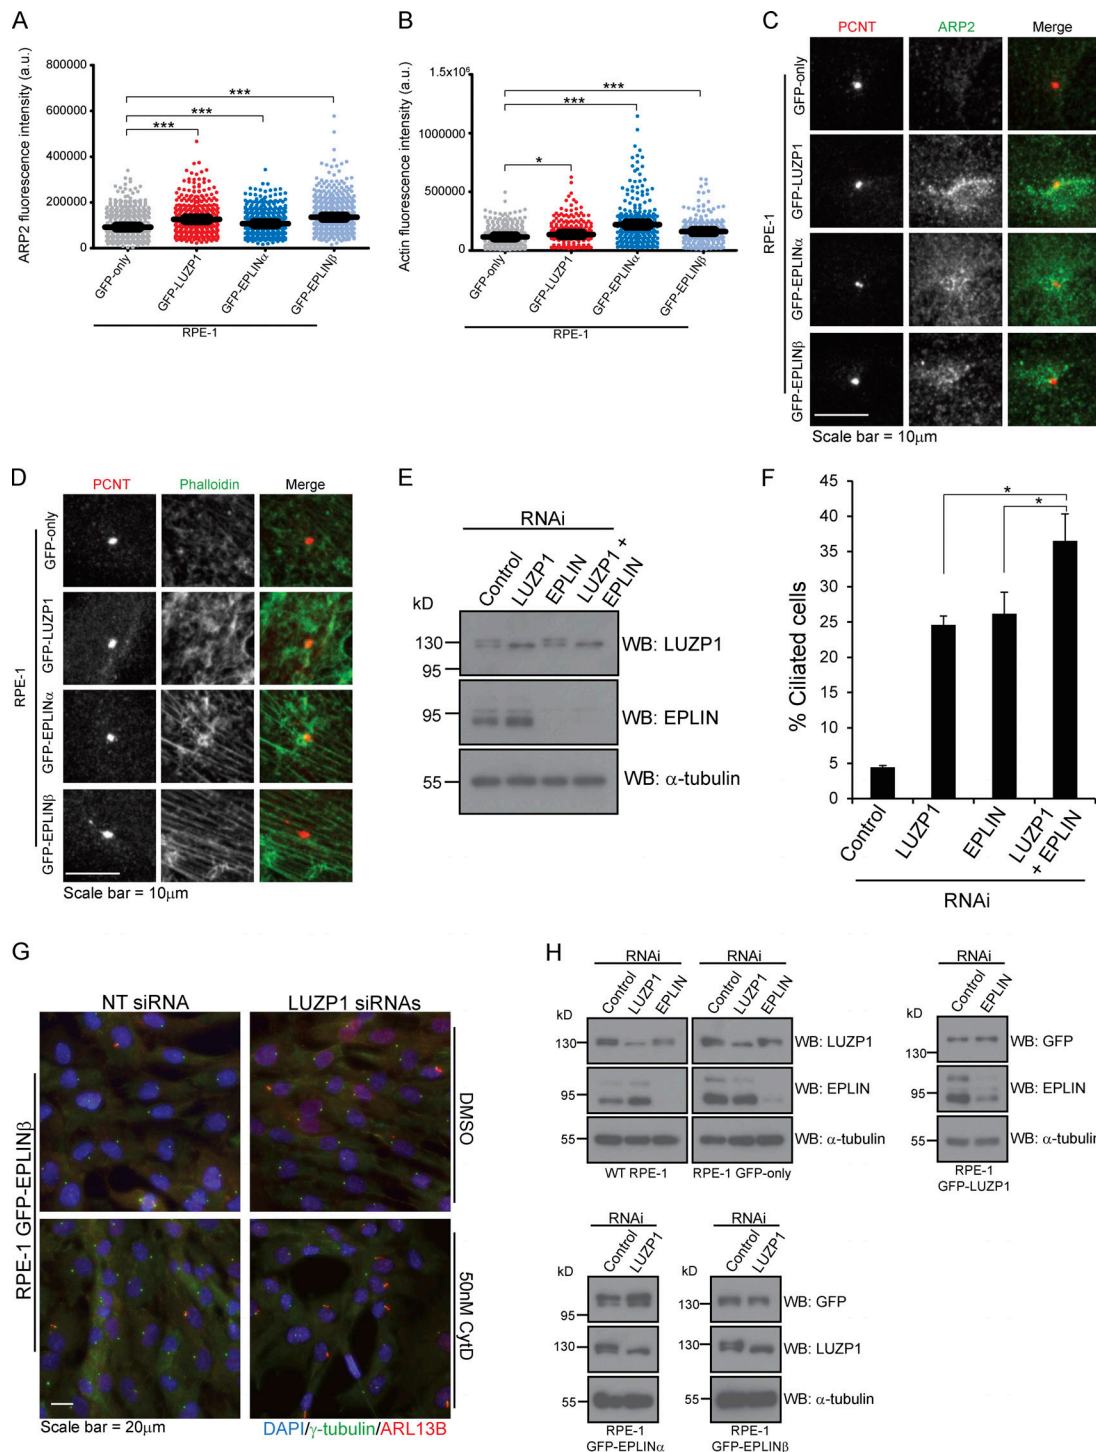 A
ARP2 fluorescence intensity (a.u.)
800000
600000
400000
200000
0
***
***
***
GFP-only
GFP-LUZP1
GFP-EPLINα
GFP-EPLINβ
RPE-1
B
Actin fluorescence intensity (a.u.)
1.5x10⁶
1000000
500000
0
***
***
*
GFP-only
GFP-LUZP1
GFP-EPLINα
GFP-EPLINβ
RPE-1
C
PCNT ARP2 Merge
RPE-1
GFP-only
GFP-LUZP1
GFP-EPLINα
GFP-EPLINβ
Scale bar = 10μm
D
PCNT Phalloidin Merge
RPE-1
GFP-only
GFP-LUZP1
GFP-EPLINα
GFP-EPLINβ
Scale bar = 10μm
E
RNAi
Control
LUZP1
EPLIN
LUZP1 +
EPLIN
kD
130
95
WB: LUZP1
95
WB: EPLIN
55
WB: α-tubulin
F
% Ciliated cells
45
40
35
30
25
20
15
10
5
0
*
*
Control
LUZP1
EPLIN
LUZP1
+ EPLIN
RNAi
G
NT siRNA LUZP1 siRNAs
RPE-1 GFP-EPLINβ
DMSO
50nM CytD
Scale bar = 20μm
DAPI/γ-tubulin/ARL13B
H
RNAi RNAi
Control LUZP1 EPLIN Control LUZP1 EPLIN
kD
130
WB: LUZP1
95
WB: EPLIN
55
WB: α-tubulin
WT RPE-1 RPE-1 GFP-only
RNAi
Control EPLIN
kD
130
WB: GFP
95
WB: EPLIN
55
WB: α-tubulin
RPE-1
GFP-LUZP1
RNAi
Control LUZP1
kD
95
130
55
RPE-1
GFP-EPLINα
RNAi
Control LUZP1
kD
130
WB: GFP
130
WB: LUZP1
55
WB: α-tubulin
RPE-1
GFP-EPLINβ